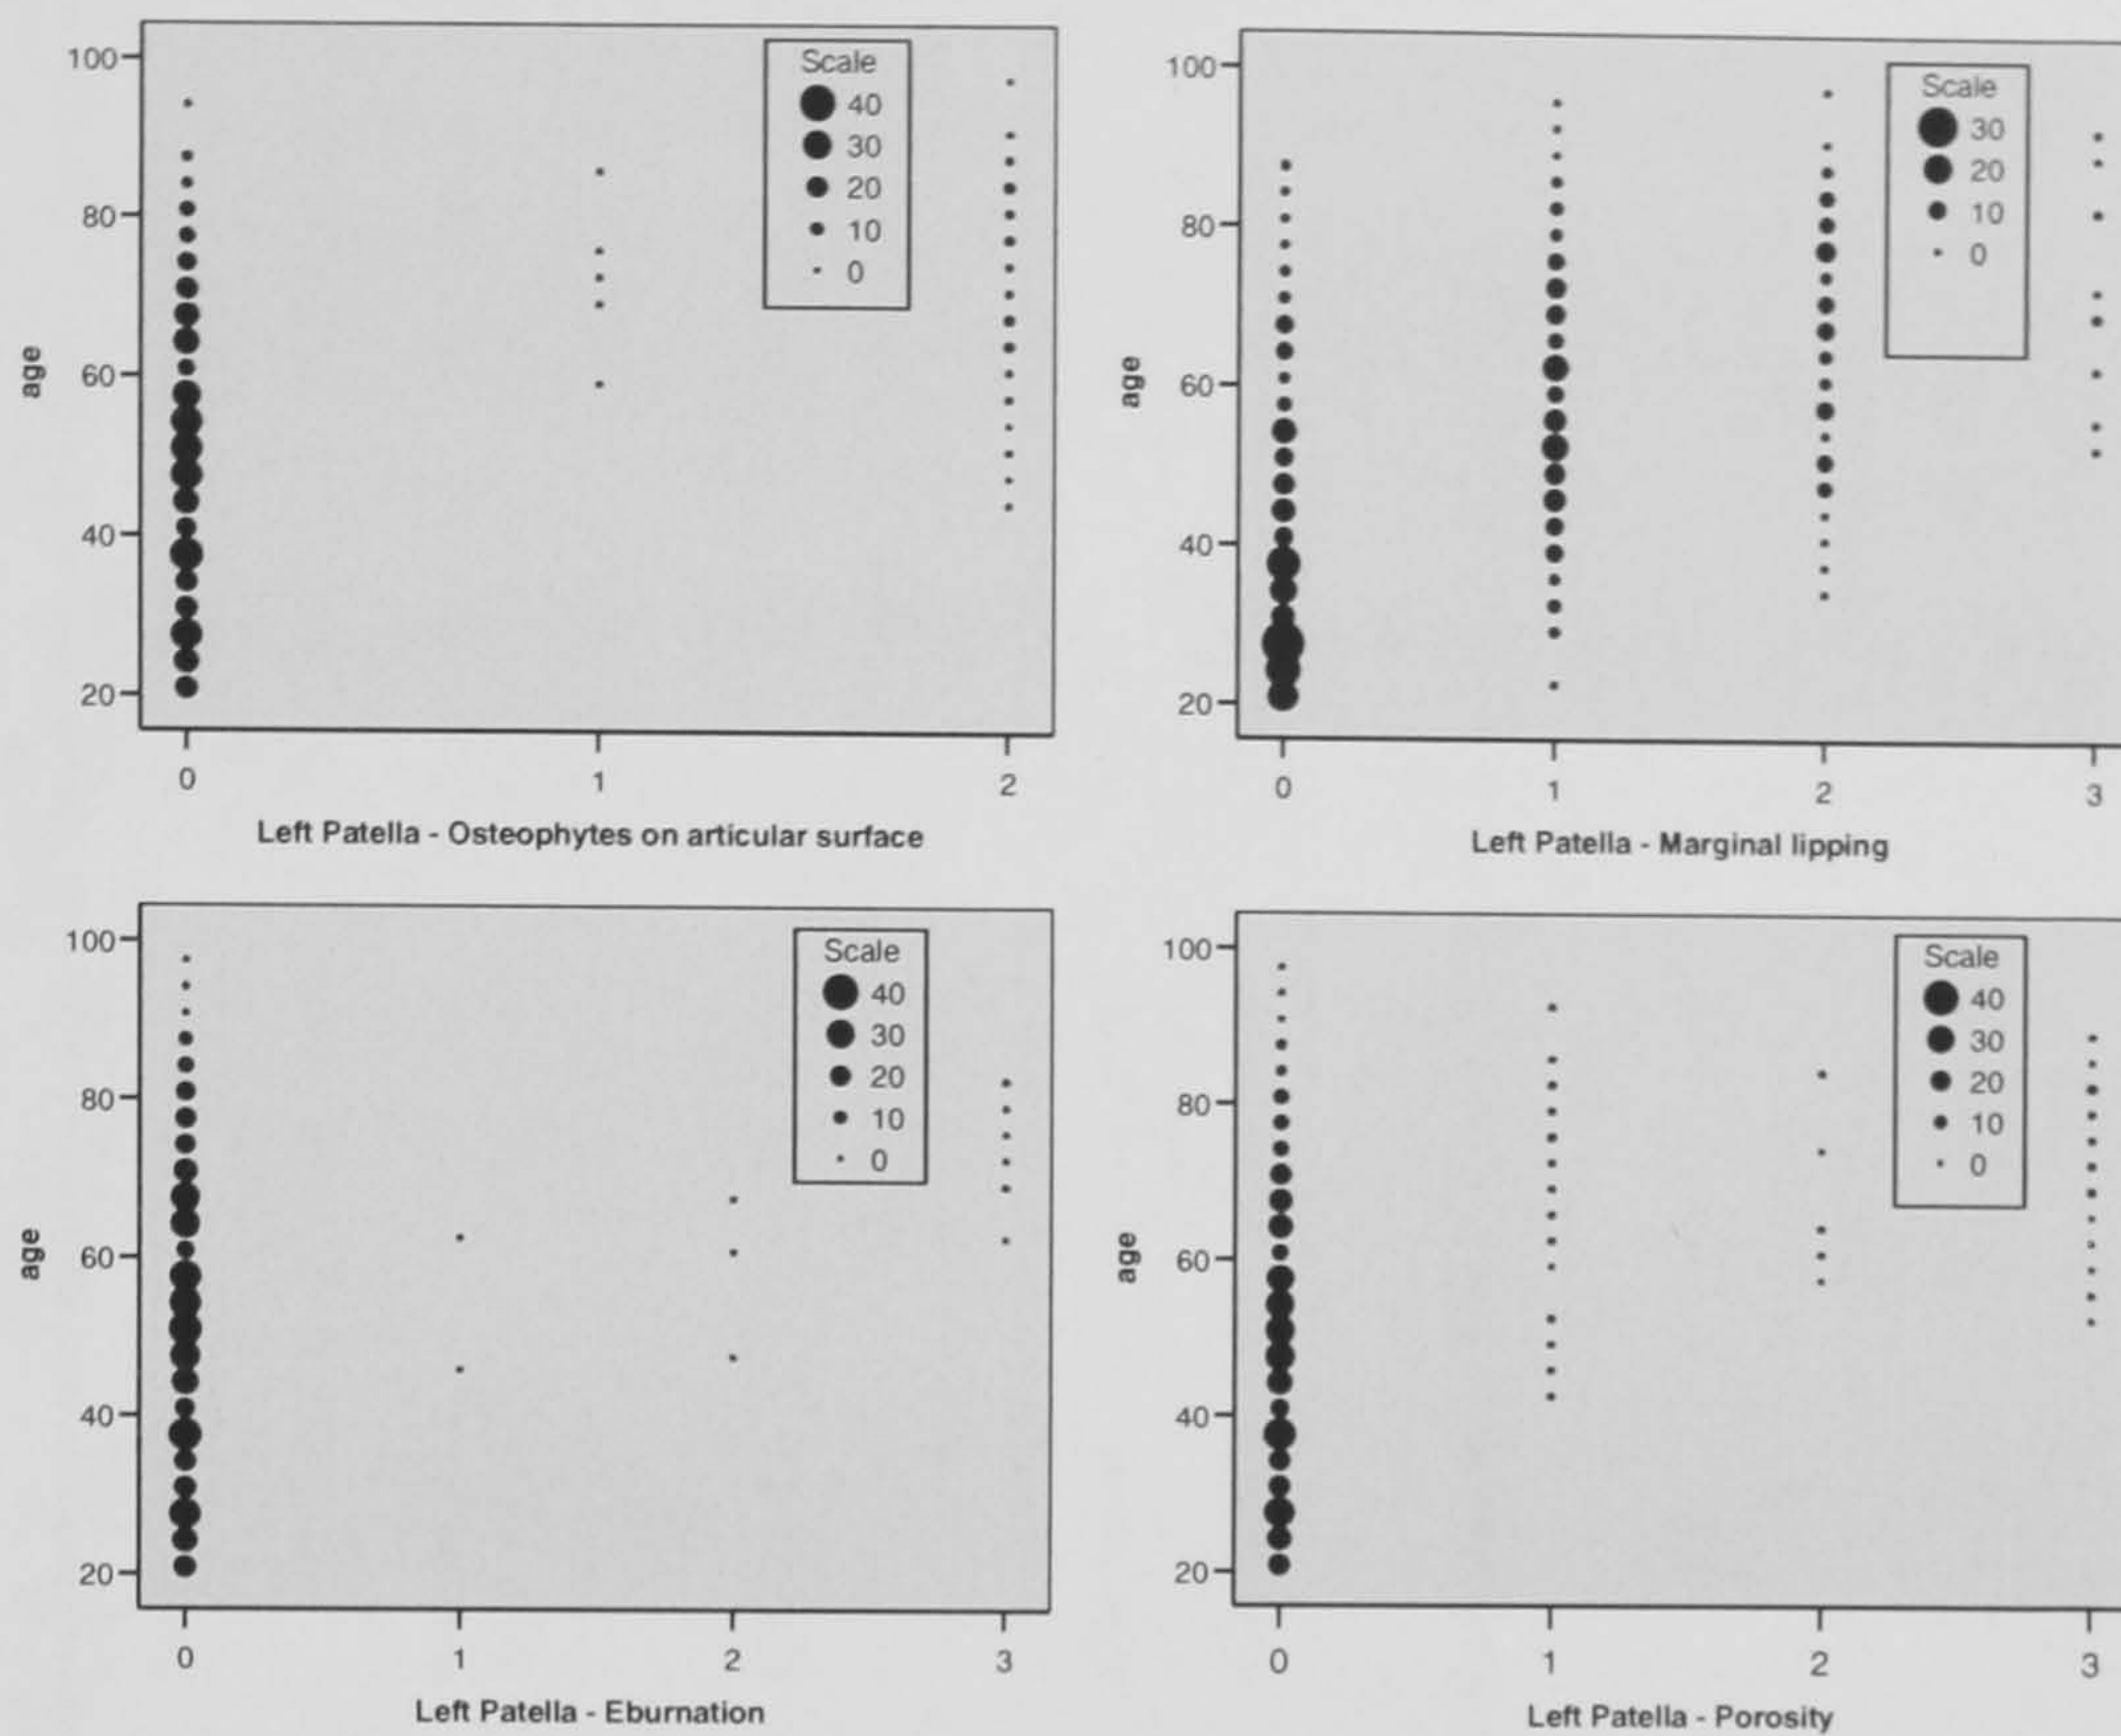 Scale
40
30
20
10
0
100
80
60
40
20
age
0 1 2
Left Patella - Osteophytes on articular surface
Scale
30
20
10
0
100
80
60
40
20
age
0 1 2 3
Left Patella - Marginal lipping
Scale
40
30
20
10
0
100
80
60
40
20
age
0 1 2 3
Left Patella - Eburnation
Scale
40
30
20
10
0
100
80
60
40
20
age
0 1 2 3
Left Patella - Porosity